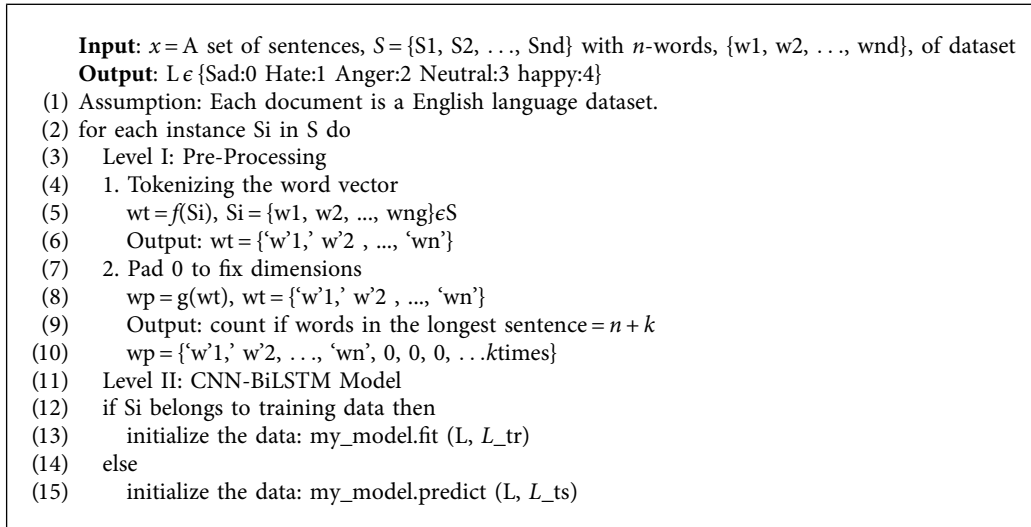 Input: x = A set of sentences, S = {S1, S2, . . ., Snd} with n-words, {w1, w2, . . ., wnd}, of dataset
Output: L ϵ {Sad:0 Hate:1 Anger:2 Neutral:3 happy:4}
(1) Assumption: Each document is a English language dataset.
(2) for each instance Si in S do
(3) Level I: Pre-Processing
(4) 1. Tokenizing the word vector
(5) wt = f(Si), Si = {w1, w2, ..., wng}ϵS
(6) Output: wt = {‘w’1,’ w’2 , ..., ‘wn’}
(7) 2. Pad 0 to fix dimensions
(8) wp = g(wt), wt = {‘w’1,’ w’2 , ..., ‘wn’}
(9) Output: count if words in the longest sentence = n + k
(10) wp = {‘w’1,’ w’2, . . ., ‘wn’, 0, 0, 0, . . .ktimes}
(11) Level II: CNN-BiLSTM Model
(12) if Si belongs to training data then
(13) initialize the data: my_model.fit (L, L_tr)
(14) else
(15) initialize the data: my_model.predict (L, L_ts)